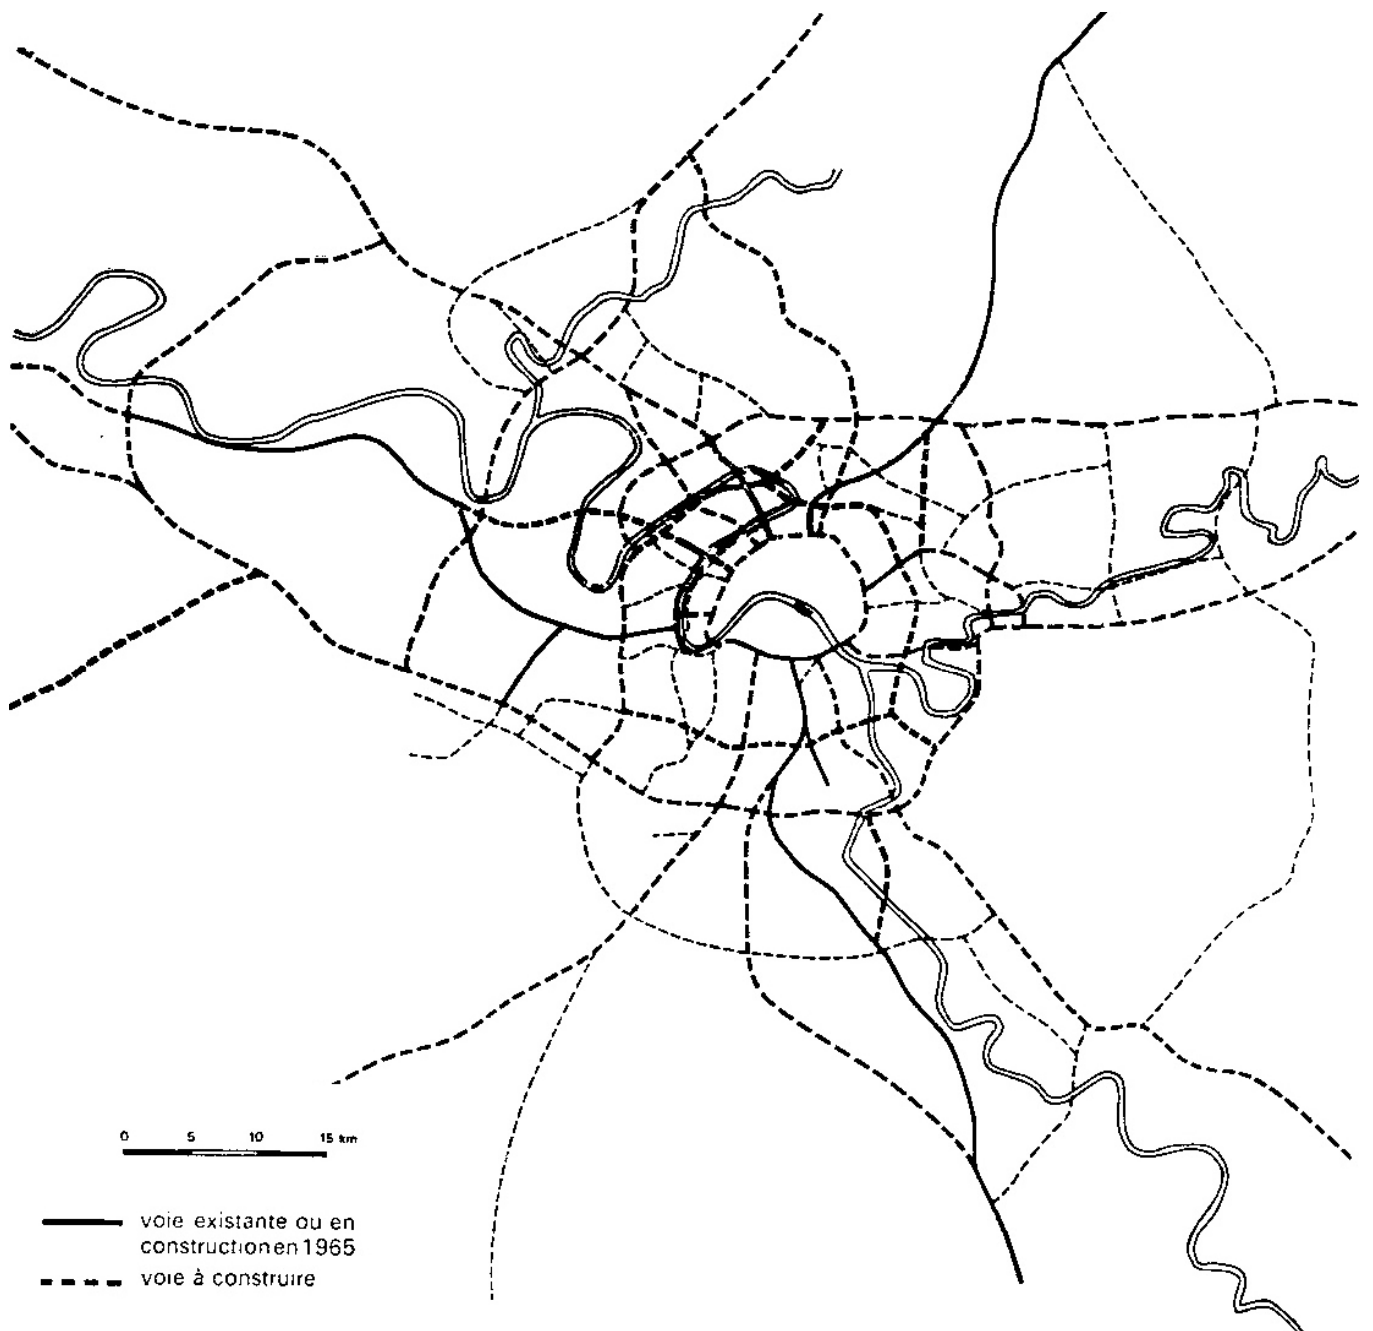 0 5 10 15 km
voie existante ou en
construction en 1965
voie à construire